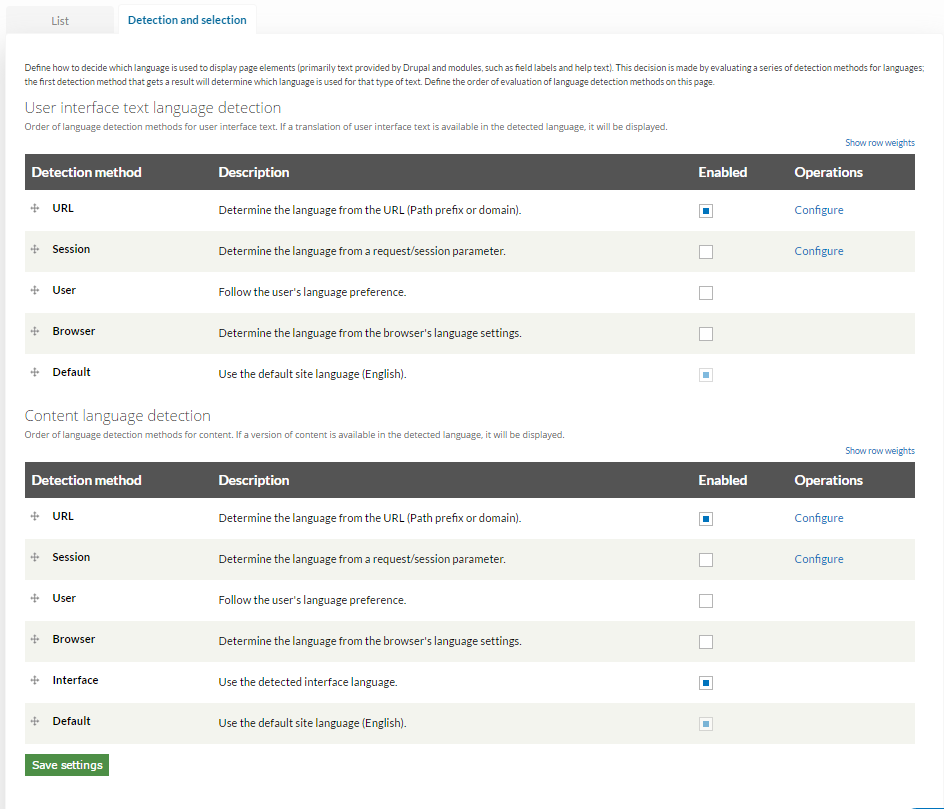 List
Detection and selection
Define how to decide which language is used to display page elements (primarily text provided by Drupal and modules, such as field labels and help text). This decision is made by evaluating a series of detection methods for languages;
the first detection method that gets a result will determine which language is used for that type of text. Define the order of evaluation of language detection methods on this page.
User interface text language detection
Order of language detection methods for user interface text. If a translation of user interface text is available in the detected language, it will be displayed.
Show row weights
Detection method Description Enabled Operations
URL Determine the language from the URL (Path prefix or domain). Configure
Session Determine the language from a request/session parameter. Configure
User Follow the user's language preference.
Browser Determine the language from the browser's language settings.
Default Use the default site language (English).
Content language detection
Order of language detection methods for content. If a version of content is available in the detected language, it will be displayed.
Show row weights
Detection method Description Enabled Operations
URL Determine the language from the URL (Path prefix or domain). Configure
Session Determine the language from a request/session parameter. Configure
User Follow the user's language preference.
Browser Determine the language from the browser's language settings.
Interface Use the detected interface language.
Default Use the default site language (English).
Save settings